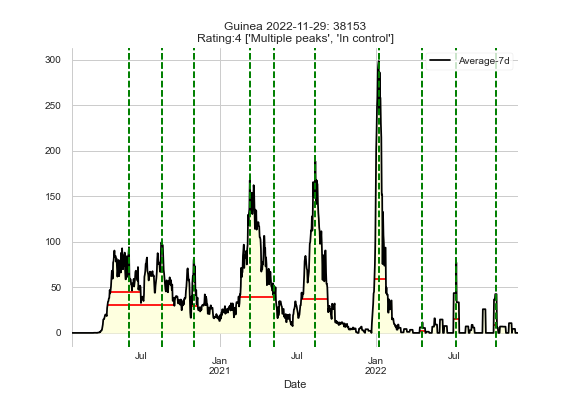 Guinea 2022-11-29: 38153
Rating:4 ['Multiple peaks', 'In control']
Average-7d
300
250
200
150
100
50
0
Jul
Jan
2021
Jul
Jan
2022
Jul
Date